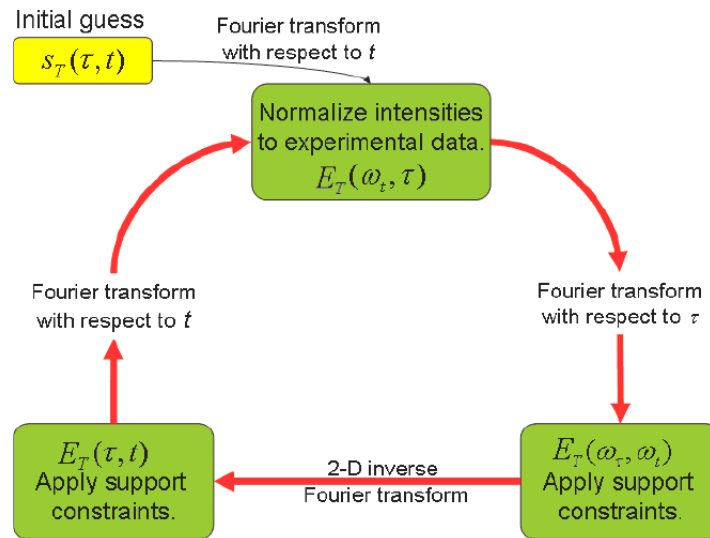 Initial guess
s_T(τ, t)
Fourier transform
with respect to t
Normalize intensities
to experimental data.
E_T(ω_t, τ)
Fourier transform
with respect to t
Fourier transform
with respect to τ
E_T(τ, t)
Apply support
constraints.
2-D inverse
Fourier transform
E_T(ω_τ, ω_t)
Apply support
constraints.